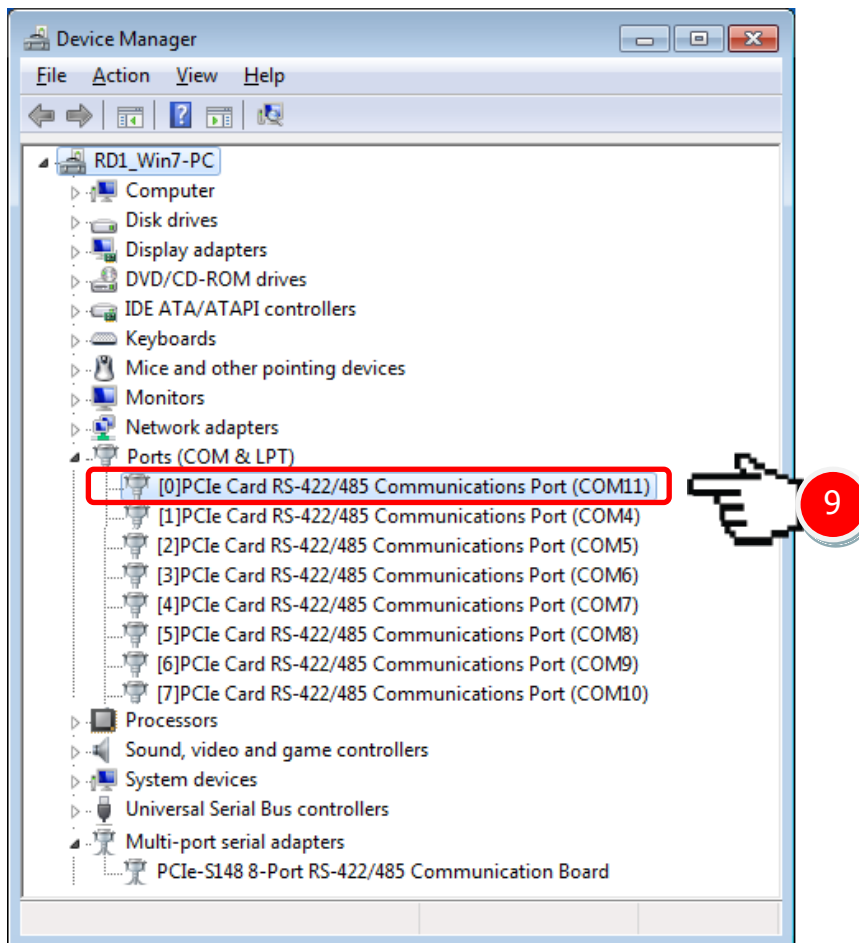 Device Manager
File Action View Help
RD1_Win7-PC
Computer
Disk drives
Display adapters
DVD/CD-ROM drives
IDE ATA/ATAPI controllers
Keyboards
Mice and other pointing devices
Monitors
Network adapters
Ports (COM & LPT)
[0]PCIe Card RS-422/485 Communications Port (COM11)
9
[1]PCIe Card RS-422/485 Communications Port (COM4)
[2]PCIe Card RS-422/485 Communications Port (COM5)
[3]PCIe Card RS-422/485 Communications Port (COM6)
[4]PCIe Card RS-422/485 Communications Port (COM7)
[5]PCIe Card RS-422/485 Communications Port (COM8)
[6]PCIe Card RS-422/485 Communications Port (COM9)
[7]PCIe Card RS-422/485 Communications Port (COM10)
Processors
Sound, video and game controllers
System devices
Universal Serial Bus controllers
Multi-port serial adapters
PCIe-S148 8-Port RS-422/485 Communication Board